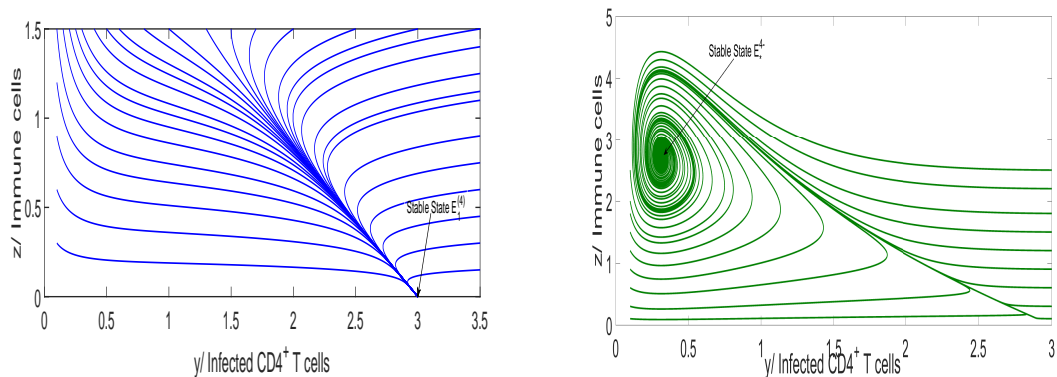 1.5
1
0.5
0
z/ Immune cells
Stable State E₁⁽⁴⁾
0 0.5 1 1.5 2 2.5 3 3.5
y/ Infected CD4⁺ T cells
5
4
3
2
1
0
z/ Immune cells
Stable State
0 0.5 1 1.5 2 2.5 3
y/ Infected CD4⁺ T cells